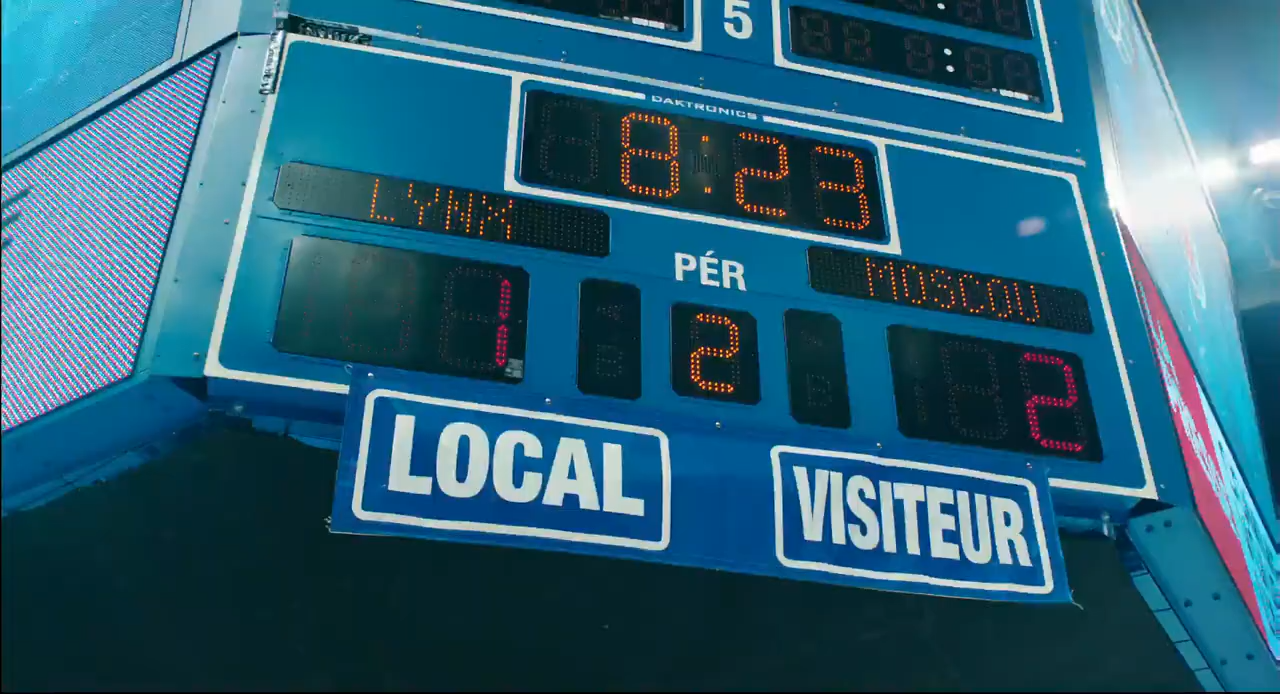 5
DAKTRONICS
8:23
LYNX
PÉR
MOSCOU
1
2
2
LOCAL
VISITEUR